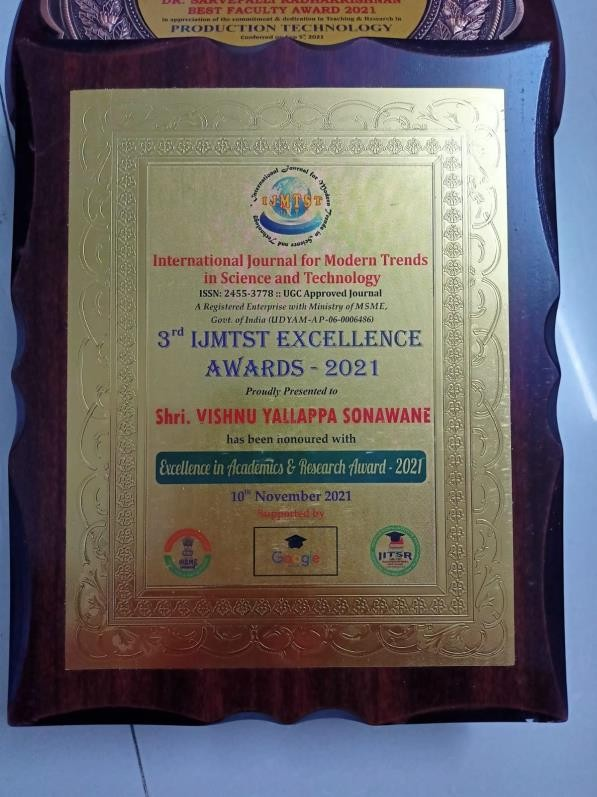 DR. SARVEPALLI RADHAKRISHNAN
BEST FACULTY AWARD 2021
in appreciation of the commitment & dedication in Teaching & Research in
PRODUCTION TECHNOLOGY
Conferred on Sep 5, 2021
International Journal for Modern Trends in Science and Technology
IJMTST
International Journal for Modern Trends
in Science and Technology
ISSN: 2455-3778 :: UGC Approved Journal
A Registered Enterprise with Ministry of MSME,
Govt. of India (UDYAM-AP-06-0006486)
3rd IJMTST EXCELLENCE
AWARDS - 2021
Proudly Presented to
Shri. VISHNU YALLAPPA SONAWANE
has been honoured with
Excellence in Academics & Research Award - 2021
10th November 2021
Supported by
MSME
Google
IJTSR